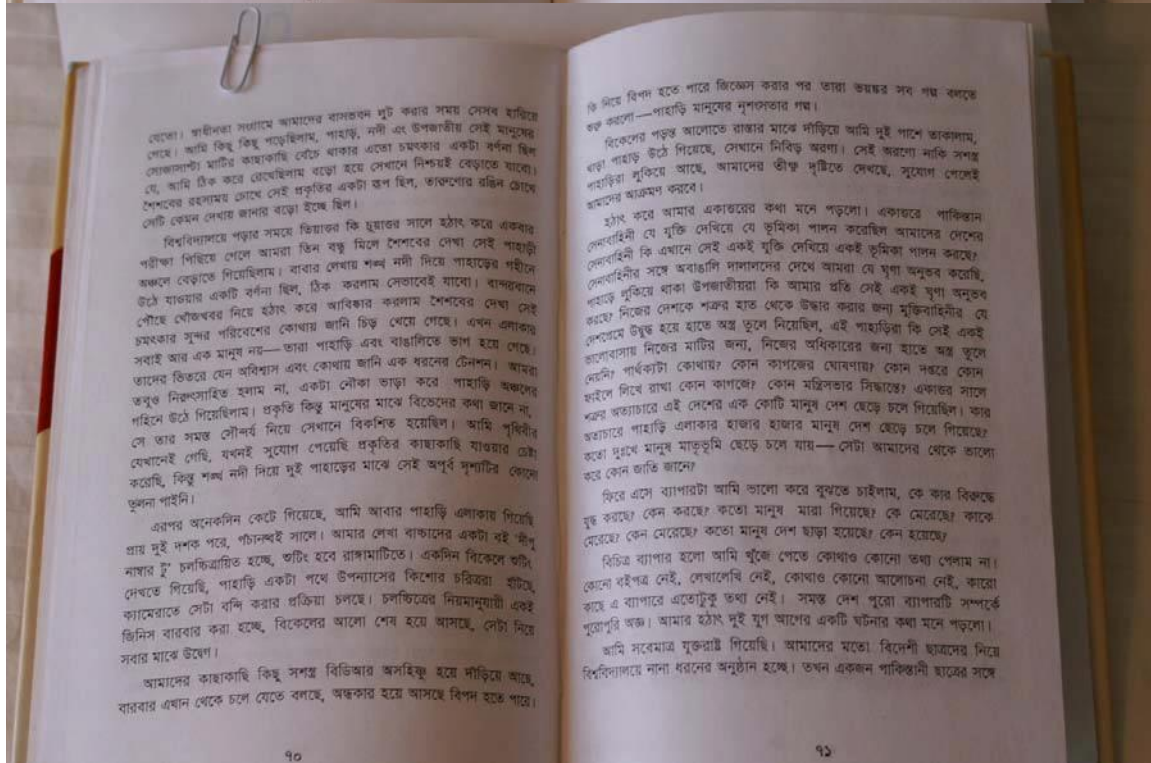 যেতো। স্বাধীনতা সংগ্রামে আমাদের বাসভবন লুট করার সময় সেসব হারিয়ে
গেছে। আমি কিছু কিছু পড়েছিলাম, পাহাড়, নদী এবং উপজাতীয় সেই মানুষের
সোজাসাপ্টা মাটির কাছাকাছি বেঁচে থাকার এতো চমৎকার একটা বর্ণনা ছিল
যে, আমি ঠিক করে রেখেছিলাম বড়ো হয়ে সেখানে নিশ্চয়ই বেড়াতে যাবো।
শৈশবের রহস্যময় চোখে সেই প্রকৃতির একটা রূপ ছিল, তারুণ্যের রঙিন চোখে
সেটি কেমন দেখায় জানার বড়ো ইচ্ছে ছিল।
বিশ্ববিদ্যালয়ে পড়ার সময়ে তিয়াত্তর কি চুয়াত্তর সালে হঠাৎ করে একবার
পরীক্ষা পিছিয়ে গেলে আমরা তিন বন্ধু মিলে শৈশবের দেখা সেই পাহাড়ী
অঞ্চলে বেড়াতে গিয়েছিলাম। বাবার লেখায় শঙ্খ নদী দিয়ে পাহাড়ের গহীনে
উঠে যাওয়ার একটি বর্ণনা ছিল, ঠিক করলাম সেভাবেই যাবো। বান্দরবানে
পৌছে খোঁজখবর নিয়ে হঠাৎ করে আবিষ্কার করলাম শৈশবের দেখা সেই
চমৎকার সুন্দর পরিবেশের কোথায় জানি চিড় খেয়ে গেছে। এখন এলাকার
সবাই আর এক মানুষ নয়—তারা পাহাড়ি এবং বাঙালিতে ভাগ হয়ে গেছে।
তাদের ভিতরে যেন অবিশ্বাস এবং কোথায় জানি এক ধরনের টেনশন। আমরা
তবুও নিরুৎসাহিত হলাম না, একটা নৌকা ভাড়া করে পাহাড়ি অঞ্চলের
গহিনে উঠে গিয়েছিলাম। প্রকৃতি কিন্তু মানুষের মাঝে বিভেদের কথা জানে না,
সে তার সমস্ত সৌন্দর্য নিয়ে সেখানে বিকশিত হয়েছিল। আমি পৃথিবীর
যেখানেই গেছি, যখনই সুযোগ পেয়েছি প্রকৃতির কাছাকাছি যাওয়ার চেষ্টা
করেছি, কিন্তু শঙ্খ নদী দিয়ে দুই পাহাড়ের মাঝে সেই অপূর্ব দৃশ্যটির কোনো
তুলনা পাইনি।
এরপর অনেকদিন কেটে গিয়েছে, আমি আবার পাহাড়ি এলাকায় গিয়েছি
প্রায় দুই দশক পরে, পঁচানব্বই সালে। আমার লেখা বাচ্চাদের একটা বই 'দীপু
নাম্বার টু' চলচ্চিত্রায়িত হচ্ছে, শুটিং হবে রাঙ্গামাটিতে। একদিন বিকেলে শুটিং
দেখতে গিয়েছি, পাহাড়ি একটা পথে উপন্যাসের কিশোর চরিত্ররা হাঁটছে,
ক্যামেরাতে সেটা বন্দি করার প্রক্রিয়া চলছে। চলচ্চিত্রের নিয়মানুযায়ী একই
জিনিস বারবার করা হচ্ছে, বিকেলের আলো শেষ হয়ে আসছে, সেটা নিয়ে
সবার মাঝে উদ্বেগ।
আমাদের কাছাকাছি কিছু সশস্ত্র বিডিআর অসহিষ্ণু হয়ে দাঁড়িয়ে আছে,
বারবার এখান থেকে চলে যেতে বলছে, অন্ধকার হয়ে আসছে বিপদ হতে পারে।
৭০
কি নিয়ে বিপদ হতে পারে জিজ্ঞেস করার পর তারা ভয়ঙ্কর সব গল্প বলতে
শুরু করলো—পাহাড়ি মানুষের নৃশংসতার গল্প।
বিকেলের পড়ন্ত আলোতে রাস্তার মাঝে দাঁড়িয়ে আমি দুই পাশে তাকালাম,
খাড়া পাহাড় উঠে গিয়েছে, সেখানে নিবিড় অরণ্য। সেই অরণ্যে নাকি সশস্ত্র
পাহাড়িরা লুকিয়ে আছে, আমাদের তীক্ষ্ণ দৃষ্টিতে দেখছে, সুযোগ পেলেই
আমাদের আক্রমণ করবে।
হঠাৎ করে আমার একাত্তরের কথা মনে পড়লো। একাত্তরে পাকিস্তান
সেনাবাহিনী যে যুক্তি দেখিয়ে যে ভূমিকা পালন করেছিল আমাদের দেশের
সেনাবাহিনী কি এখানে সেই একই যুক্তি দেখিয়ে একই ভূমিকা পালন করছে?
সেনাবাহিনীর সঙ্গে অবাঙালি দালালদের দেখে আমরা যে ঘৃণা অনুভব করেছি,
পাহাড়ে লুকিয়ে থাকা উপজাতীয়রা কি আমার প্রতি সেই একই ঘৃণা অনুভব
করছে? নিজের দেশকে শত্রুর হাত থেকে উদ্ধার করার জন্য মুক্তিবাহিনীর যে
দেশপ্রেমে উদ্বুদ্ধ হয়ে হাতে অস্ত্র তুলে নিয়েছিল, এই পাহাড়িরা কি সেই একই
ভালোবাসায় নিজের মাটির জন্য, নিজের অধিকারের জন্য হাতে অস্ত্র তুলে
নেয়নি? পার্থক্যটা কোথায়? কোন কাগজের ঘোষণায়? কোন দপ্তরে কোন
ফাইলে লিখে রাখা কোন কাগজে? কোন মন্ত্রিসভার সিদ্ধান্তে? একাত্তর সালে
শত্রুর অত্যাচারে এই দেশের এক কোটি মানুষ দেশ ছেড়ে চলে গিয়েছিল। কার
অত্যাচারে পাহাড়ি এলাকার হাজার হাজার মানুষ দেশ ছেড়ে চলে গিয়েছে?
কতো দুঃখে মানুষ মাতৃভূমি ছেড়ে চলে যায়—সেটা আমাদের থেকে ভালো
করে কোন জাতি জানে?
ফিরে এসে ব্যাপারটা আমি ভালো করে বুঝতে চাইলাম, কে কার বিরুদ্ধে
যুদ্ধ করছে? কেন করছে? কতো মানুষ মারা গিয়েছে? কে মেরেছে? কাকে
মেরেছে? কেন মেরেছে? কতো মানুষ দেশ ছাড়া হয়েছে? কেন হয়েছে?
বিচিত্র ব্যাপার হলো আমি খুঁজে পেতে কোথাও কোনো তথ্য পেলাম না।
কোনো বইপত্র নেই, লেখালেখি নেই, কোথাও কোনো আলোচনা নেই, কারো
কাছে এ ব্যাপারে এতোটুকু তথ্য নেই। সমস্ত দেশ পুরো ব্যাপারটি সম্পর্কে
পুরোপুরি অজ্ঞ। আমার হঠাৎ দুই যুগ আগের একটি ঘটনার কথা মনে পড়লো।
আমি সবেমাত্র যুক্তরাষ্ট্র গিয়েছি। আমাদের মতো বিদেশী ছাত্রদের নিয়ে
বিশ্ববিদ্যালয়ে নানা ধরনের অনুষ্ঠান হচ্ছে। তখন একজন পাকিস্তানী ছাত্রের সঙ্গে
৭১